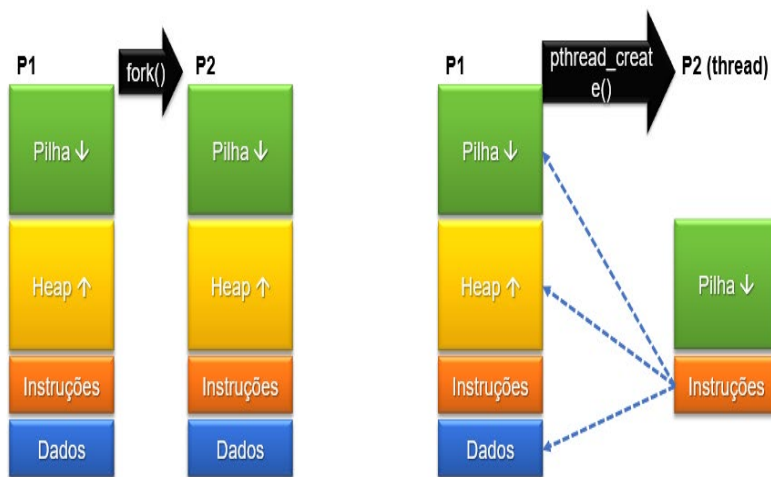 P1
fork()
P2
Pilha ↓
Pilha ↓
Heap ↑
Heap ↑
Instruções
Instruções
Dados
Dados
P1
pthread_creat
e()
P2 (thread)
Pilha ↓
Heap ↑
Pilha ↓
Instruções
Instruções
Dados